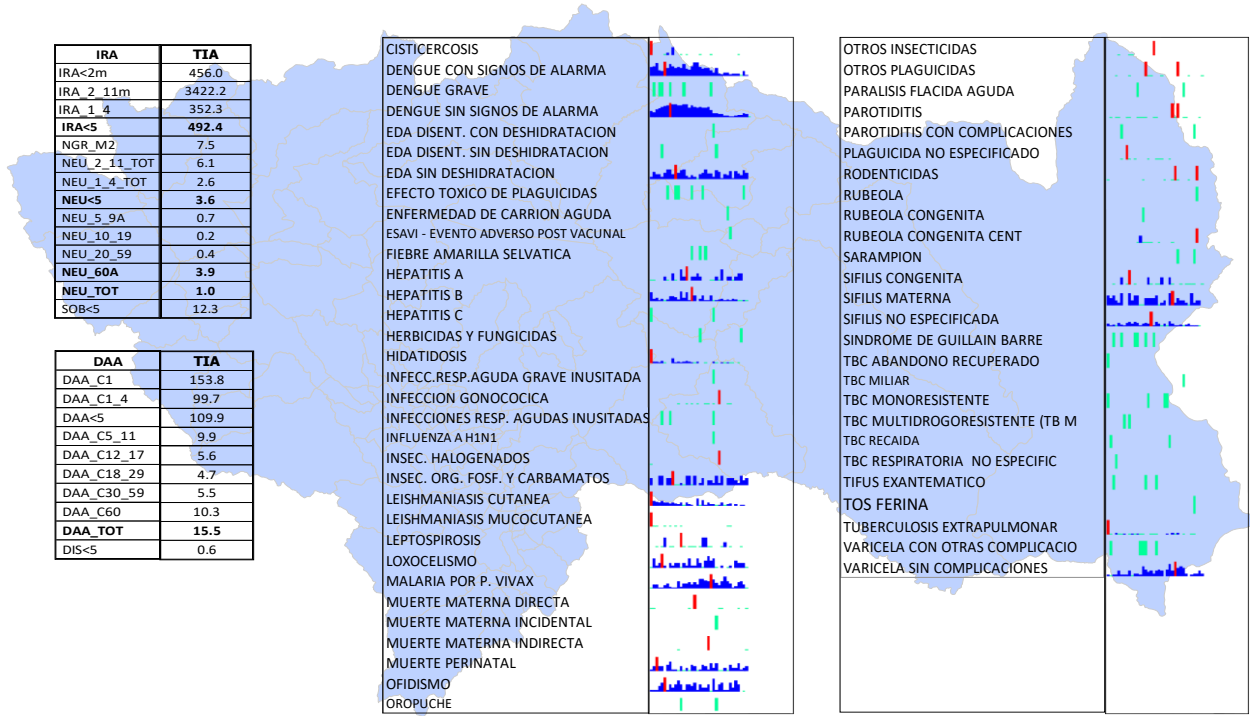 IRA TIA
IRA<2m 456.0
IRA_2_11m 3422.2
IRA_1_4 352.3
IRA<5 492.4
NGR_M2 7.5
NEU_2_11_TOT 6.1
NEU_1_4_TOT 2.6
NEU<5 3.6
NEU_5_9A 0.7
NEU_10_19 0.2
NEU_20_59 0.4
NEU_60A 3.9
NEU_TOT 1.0
SOB<5 12.3
DAA TIA
DAA_C1 153.8
DAA_C1_4 99.7
DAA<5 109.9
DAA_C5_11 9.9
DAA_C12_17 5.6
DAA_C18_29 4.7
DAA_C30_59 5.5
DAA_C60 10.3
DAA_TOT 15.5
DIS<5 0.6
CISTICERCOSIS
DENGUE CON SIGNOS DE ALARMA
DENGUE GRAVE
DENGUE SIN SIGNOS DE ALARMA
EDA DISENT. CON DESHIDRATACION
EDA DISENT. SIN DESHIDRATACION
EDA SIN DESHIDRATACION
EFECTO TOXICO DE PLAGUICIDAS
ENFERMEDAD DE CARRION AGUDA
ESAVI - EVENTO ADVERSO POST VACUNAL
FIEBRE AMARILLA SELVATICA
HEPATITIS A
HEPATITIS B
HEPATITIS C
HERBICIDAS Y FUNGICIDAS
HIDATIDOSIS
INFECC.RESP.AGUDA GRAVE INUSITADA
INFECCION GONOCOCICA
INFECCIONES RESP. AGUDAS INUSITADAS
INFLUENZA A H1N1
INSEC. HALOGENADOS
INSEC. ORG. FOSF. Y CARBAMATOS
LEISHMANIASIS CUTANEA
LEISHMANIASIS MUCOCUTANEA
LEPTOSPIROSIS
LOXOCELISMO
MALARIA POR P. VIVAX
MUERTE MATERNA DIRECTA
MUERTE MATERNA INCIDENTAL
MUERTE MATERNA INDIRECTA
MUERTE PERINATAL
OFIDISMO
OROPUCHE
OTROS INSECTICIDAS
OTROS PLAGUICIDAS
PARALISIS FLACIDA AGUDA
PAROTIDITIS
PAROTIDITIS CON COMPLICACIONES
PLAGUICIDA NO ESPECIFICADO
RODENTICIDAS
RUBEOLA
RUBEOLA CONGENITA
RUBEOLA CONGENITA CENT
SARAMPION
SIFILIS CONGENITA
SIFILIS MATERNA
SIFILIS NO ESPECIFICADA
SINDROME DE GUILLAIN BARRE
TBC ABANDONO RECUPERADO
TBC MILIAR
TBC MONORESISTENTE
TBC MULTIDROGORESISTENTE (TB M
TBC RECAIDA
TBC RESPIRATORIA  NO ESPECIFIC
TIFUS EXANTEMATICO
TOS FERINA
TUBERCULOSIS EXTRAPULMONAR
VARICELA CON OTRAS COMPLICACIO
VARICELA SIN COMPLICACIONES